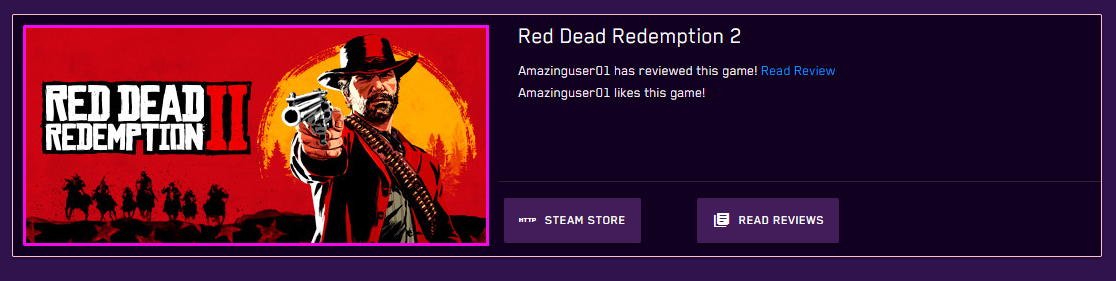 RED DEAD
REDEMPTION II
Red Dead Redemption 2
Amazinguser01 has reviewed this game! Read Review
Amazinguser01 likes this game!
HTTP STEAM STORE
READ REVIEWS